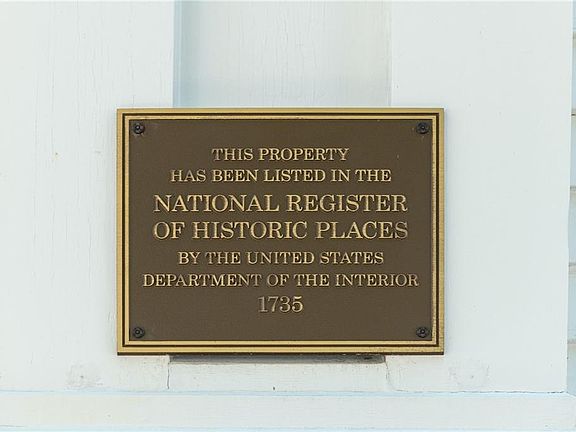 THIS PROPERTY
HAS BEEN LISTED IN THE
NATIONAL REGISTER
OF HISTORIC PLACES
BY THE UNITED STATES
DEPARTMENT OF THE INTERIOR
1735